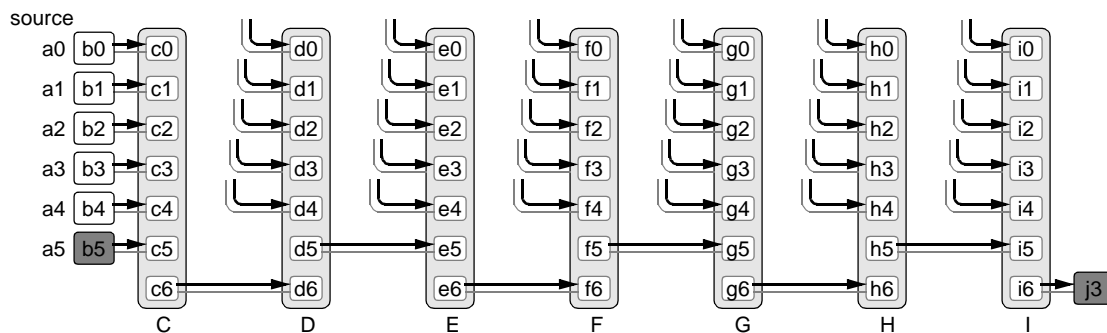 source
a0 b0 c0 d0 e0 f0 g0 h0 i0
a1 b1 c1 d1 e1 f1 g1 h1 i1
a2 b2 c2 d2 e2 f2 g2 h2 i2
a3 b3 c3 d3 e3 f3 g3 h3 i3
a4 b4 c4 d4 e4 f4 g4 h4 i4
a5 b5 c5 d5 e5 f5 g5 h5 i5
c6 d6 e6 f6 g6 h6 i6 j3
C D E F G H I